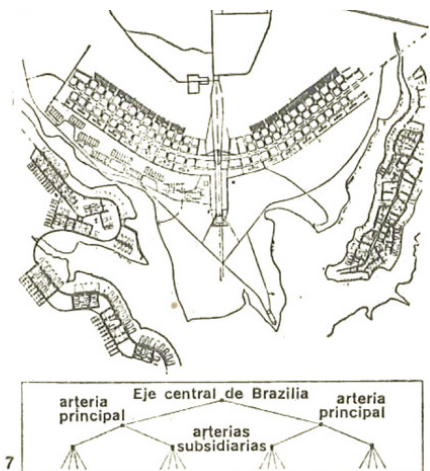 Eje central de Brazilia
arteria
principal
arteria
principal
arterias
subsidiarias
7